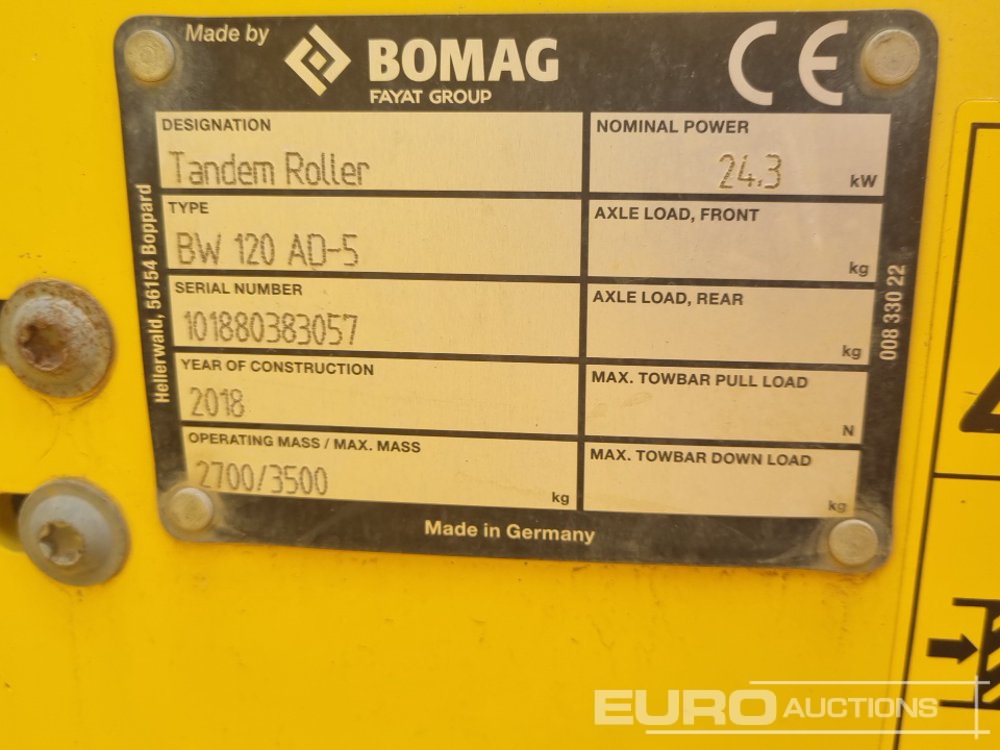 Made by BOMAG
FAYAT GROUP
CE
DESIGNATION
Tandem Roller
NOMINAL POWER
24.3 kW
TYPE
BW 120 AD-5
AXLE LOAD, FRONT
kg
SERIAL NUMBER
101880383057
AXLE LOAD, REAR
kg
YEAR OF CONSTRUCTION
2018
MAX. TOWBAR PULL LOAD
N
OPERATING MASS / MAX. MASS
2700/3500 kg
MAX. TOWBAR DOWN LOAD
kg
Made in Germany
Hellerwald, 56154 Boppard
008 330 22
EURO AUCTIONS